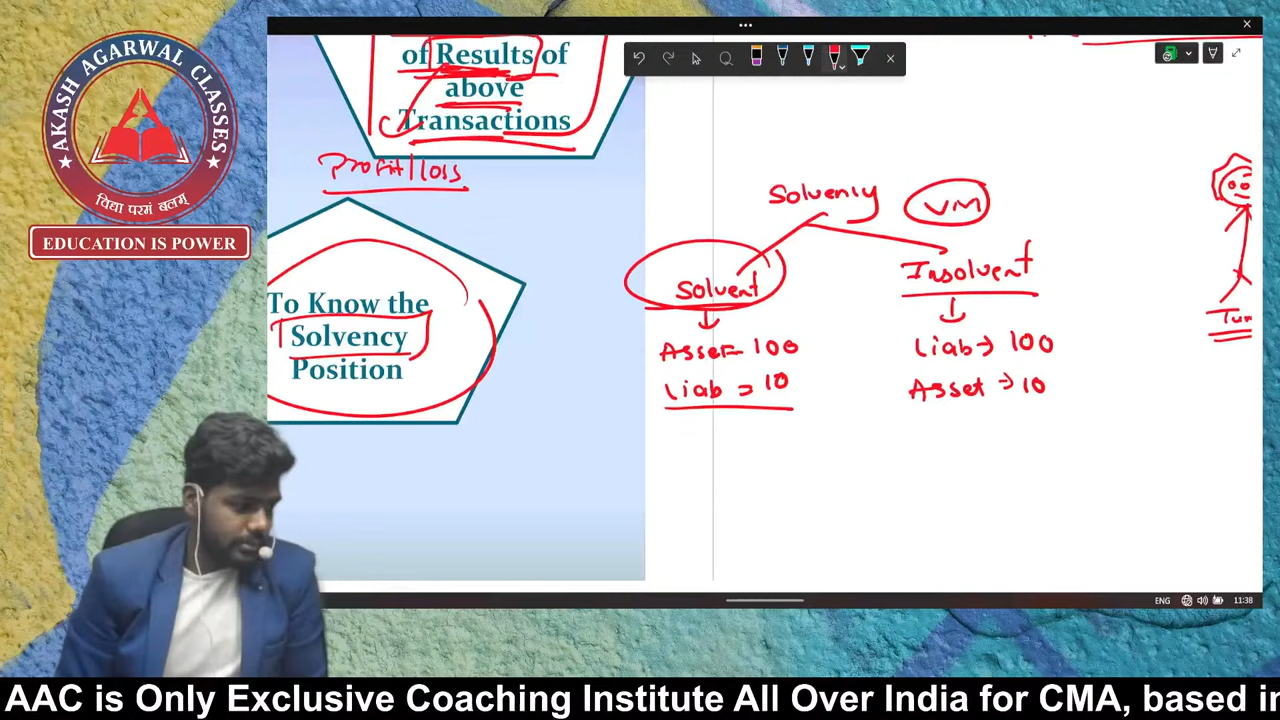 AKASH AGARWAL CLASSES
विद्या परमं बलम्
EDUCATION IS POWER
of Results of
above
Transactions
Profit/loss
To Know the
Solvency
Position
Solvency
VM
Solvent
Asset = 100
Liab = 10
Insolvent
Liab → 100
Asset → 10
ENG
11:38
AAC is Only Exclusive Coaching Institute All Over India for CMA, based in